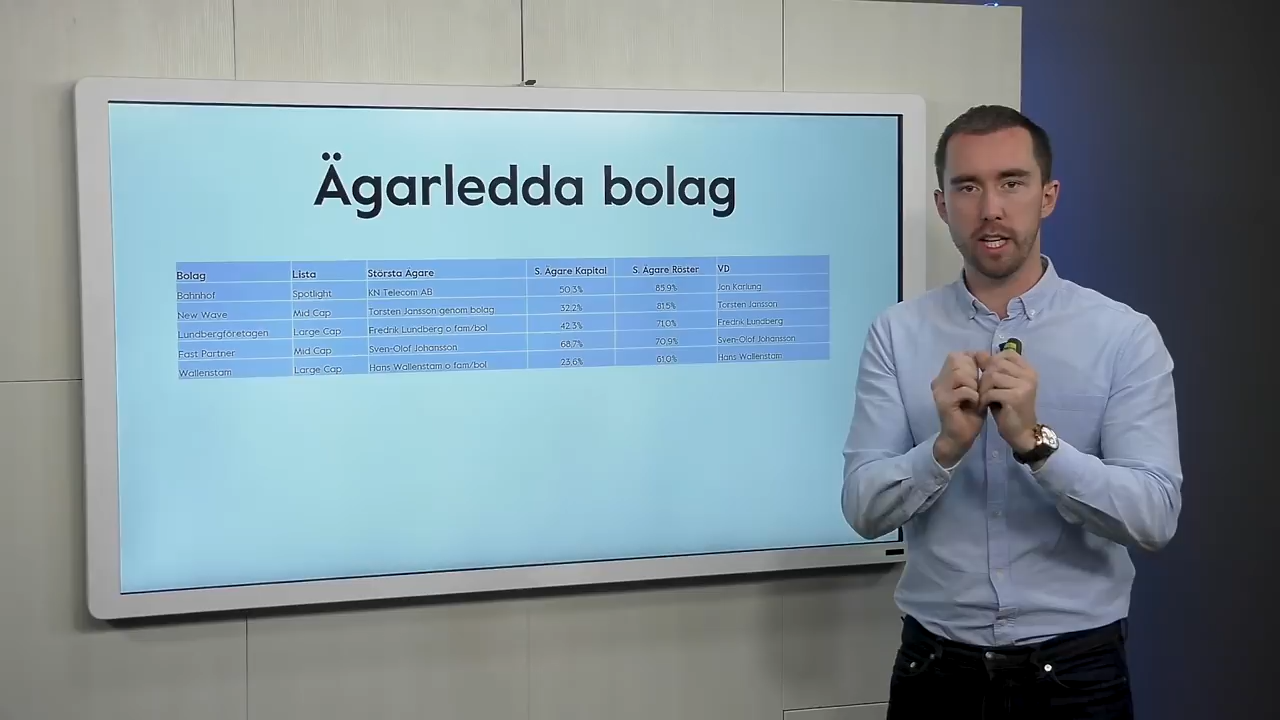 Ägarledda bolag
Bolag Lista Största Ägare S. Ägare Kapital S. Ägare Röster VD
Bahnhof Spotlight KN Telecom AB 50.3% 85.9% Jon Karlung
New Wave Mid Cap Torsten Jansson genom bolag 32.2% 81.5% Torsten Jansson
Lundbergföretagen Large Cap Fredrik Lundberg o fam/bol 42.3% 71.0% Fredrik Lundberg
Fast Partner Mid Cap Sven-Olof Johansson 68.7% 70.9% Sven-Olof Johansson
Wallenstam Large Cap Hans Wallenstam o fam/bol 23.6% 61.0% Hans Wallenstam